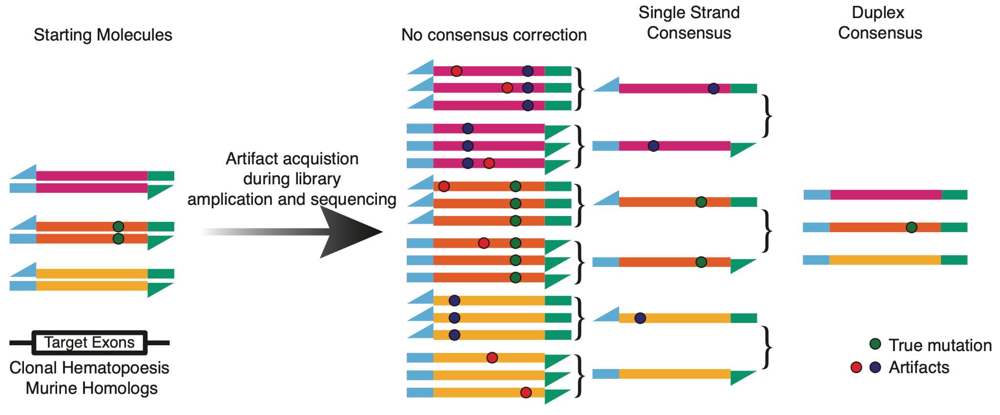 Starting Molecules
No consensus correction
Single Strand
Consensus
Duplex
Consensus
Artifact acquistion
during library
amplication and sequencing
Target Exons
Clonal Hematopoesis
Murine Homologs
True mutation
Artifacts